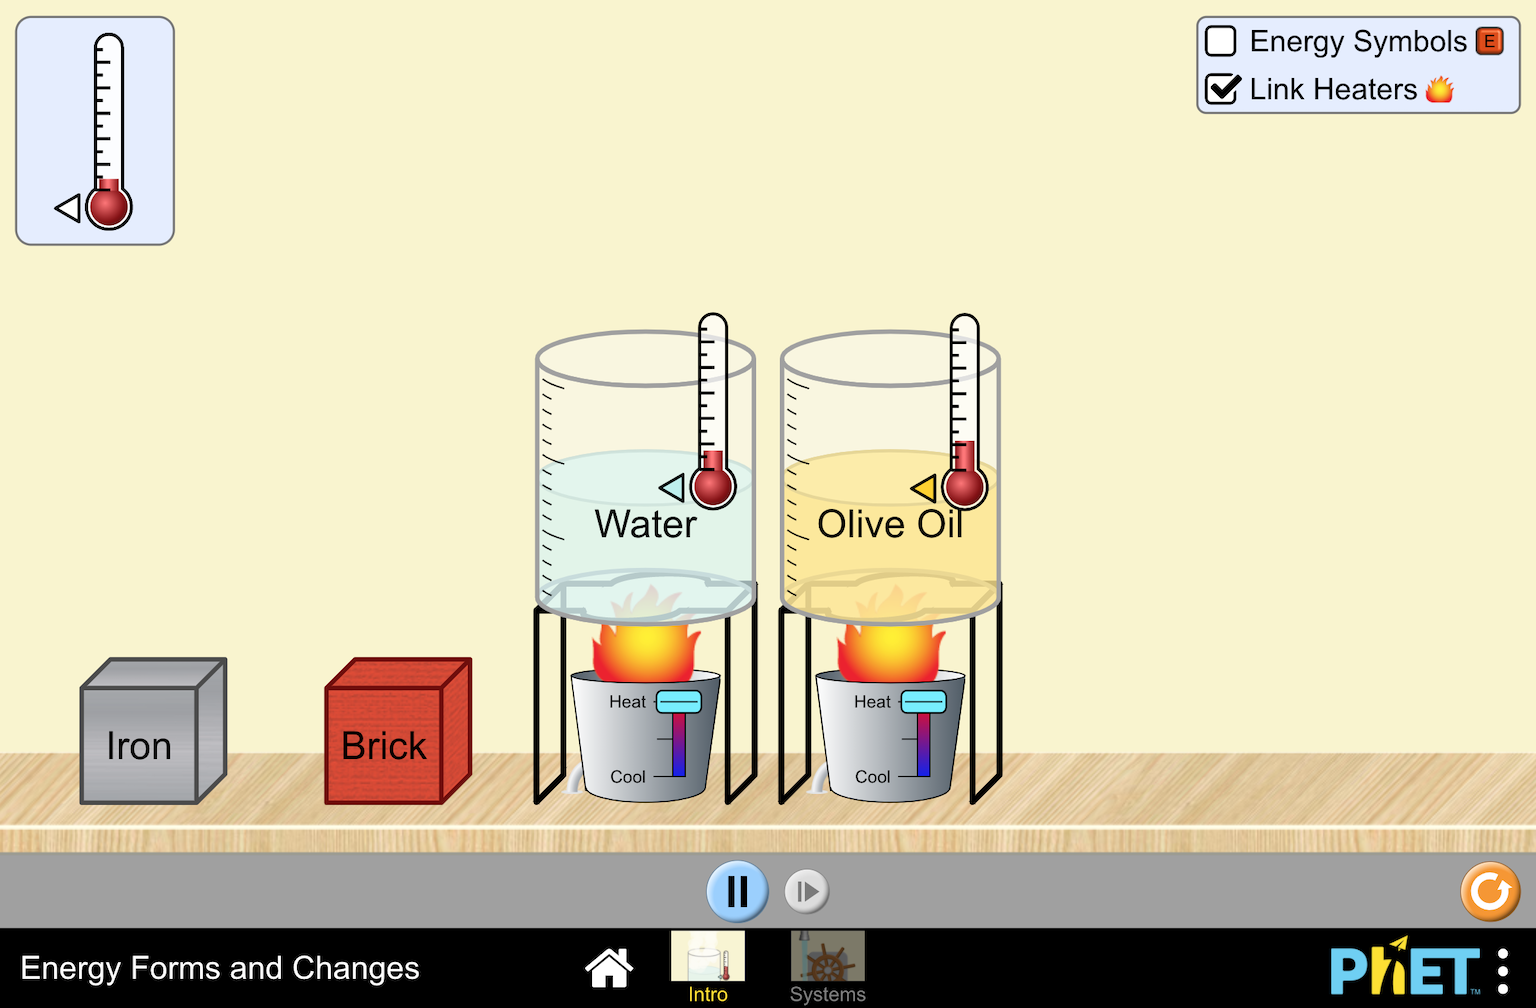 Energy Symbols E
Link Heaters
Water
Olive Oil
Iron
Brick
Heat
Cool
Heat
Cool
Energy Forms and Changes
Intro
Systems
PhET™